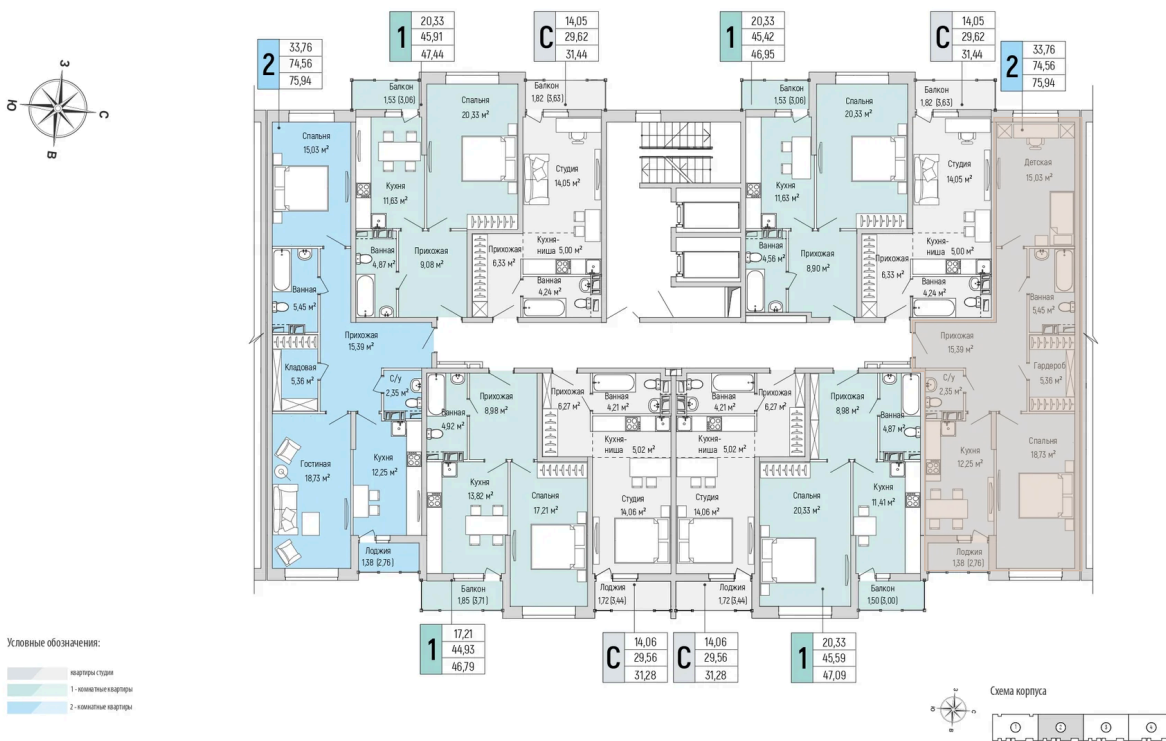 2
33,76
74,56
75,94
1
20,33
45,91
47,44
С
14,05
29,62
31,44
1
20,33
45,42
46,95
С
14,05
29,62
31,44
2
33,76
74,56
75,94
З
Ю
С
В
Балкон
1,53 (3,06)
Балкон
1,82 (3,63)
Балкон
1,53 (3,06)
Балкон
1,82 (3,63)
Спальня
15,03 м²
Кухня
11,63 м²
Спальня
20,33 м²
Студия
14,05 м²
Кухня
11,63 м²
Спальня
20,33 м²
Студия
14,05 м²
Детская
15,03 м²
Ванная
5,45 м²
Ванная
4,87 м²
Прихожая
9,08 м²
Прихожая
6,33 м²
Кухня-
ниша 5,00 м²
Ванная
4,24 м²
Ванная
4,56 м²
Прихожая
8,90 м²
Прихожая
6,33 м²
Кухня-
ниша 5,00 м²
Ванная
4,24 м²
Ванная
5,45 м²
Прихожая
15,39 м²
Прихожая
15,39 м²
Кладовая
5,36 м²
С/у
2,35 м²
Ванная
4,92 м²
Прихожая
8,98 м²
Прихожая
6,27 м²
Ванная
4,21 м²
Ванная
4,21 м²
Прихожая
6,27 м²
Прихожая
8,98 м²
Ванная
4,87 м²
С/у
2,35 м²
Гардероб
5,36 м²
Кухня-
ниша 5,02 м²
Кухня-
ниша 5,02 м²
Гостиная
18,73 м²
Кухня
12,25 м²
Кухня
13,82 м²
Спальня
17,21 м²
Студия
14,06 м²
Студия
14,06 м²
Спальня
20,33 м²
Кухня
11,41 м²
Кухня
12,25 м²
Спальня
18,73 м²
Лоджия
1,38 (2,76)
Балкон
1,85 (3,71)
Лоджия
1,72 (3,44)
Лоджия
1,72 (3,44)
Балкон
1,50 (3,00)
Лоджия
1,38 (2,76)
1
17,21
44,93
46,79
С
14,06
29,56
31,28
С
14,06
29,56
31,28
1
20,33
45,59
47,09
Условные обозначения:
квартиры студии
1 - комнатные квартиры
2 - комнатные квартиры
З
Ю
С
В
Схема корпуса
1
2
3
4